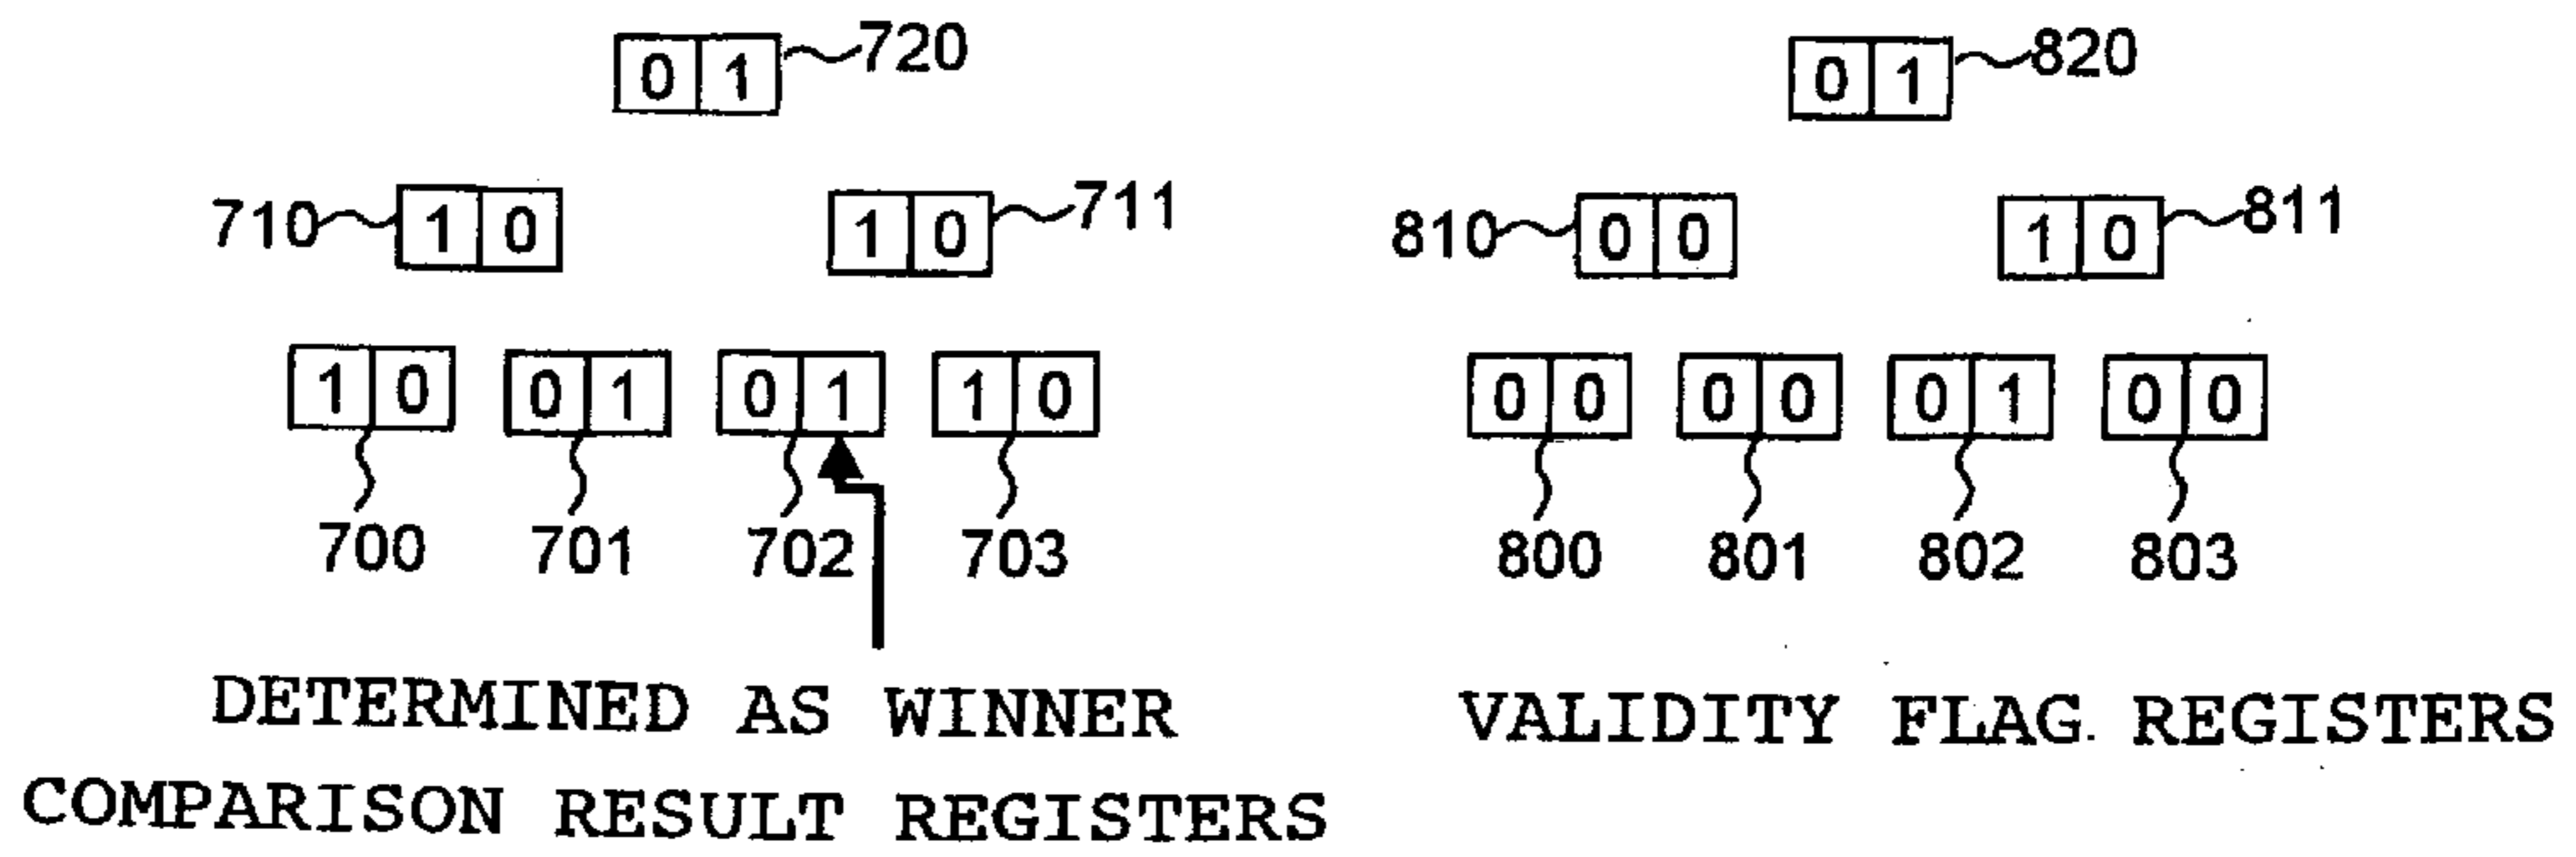 0 1 720
0 1 820
710 1 0
1 0 711
810 0 0
1 0 811
1 0
0 1
0 1
1 0
0 0
0 0
0 1
0 0
700
701
702
703
800
801
802
803
DETERMINED AS WINNER
COMPARISON RESULT REGISTERS
VALIDITY FLAG REGISTERS